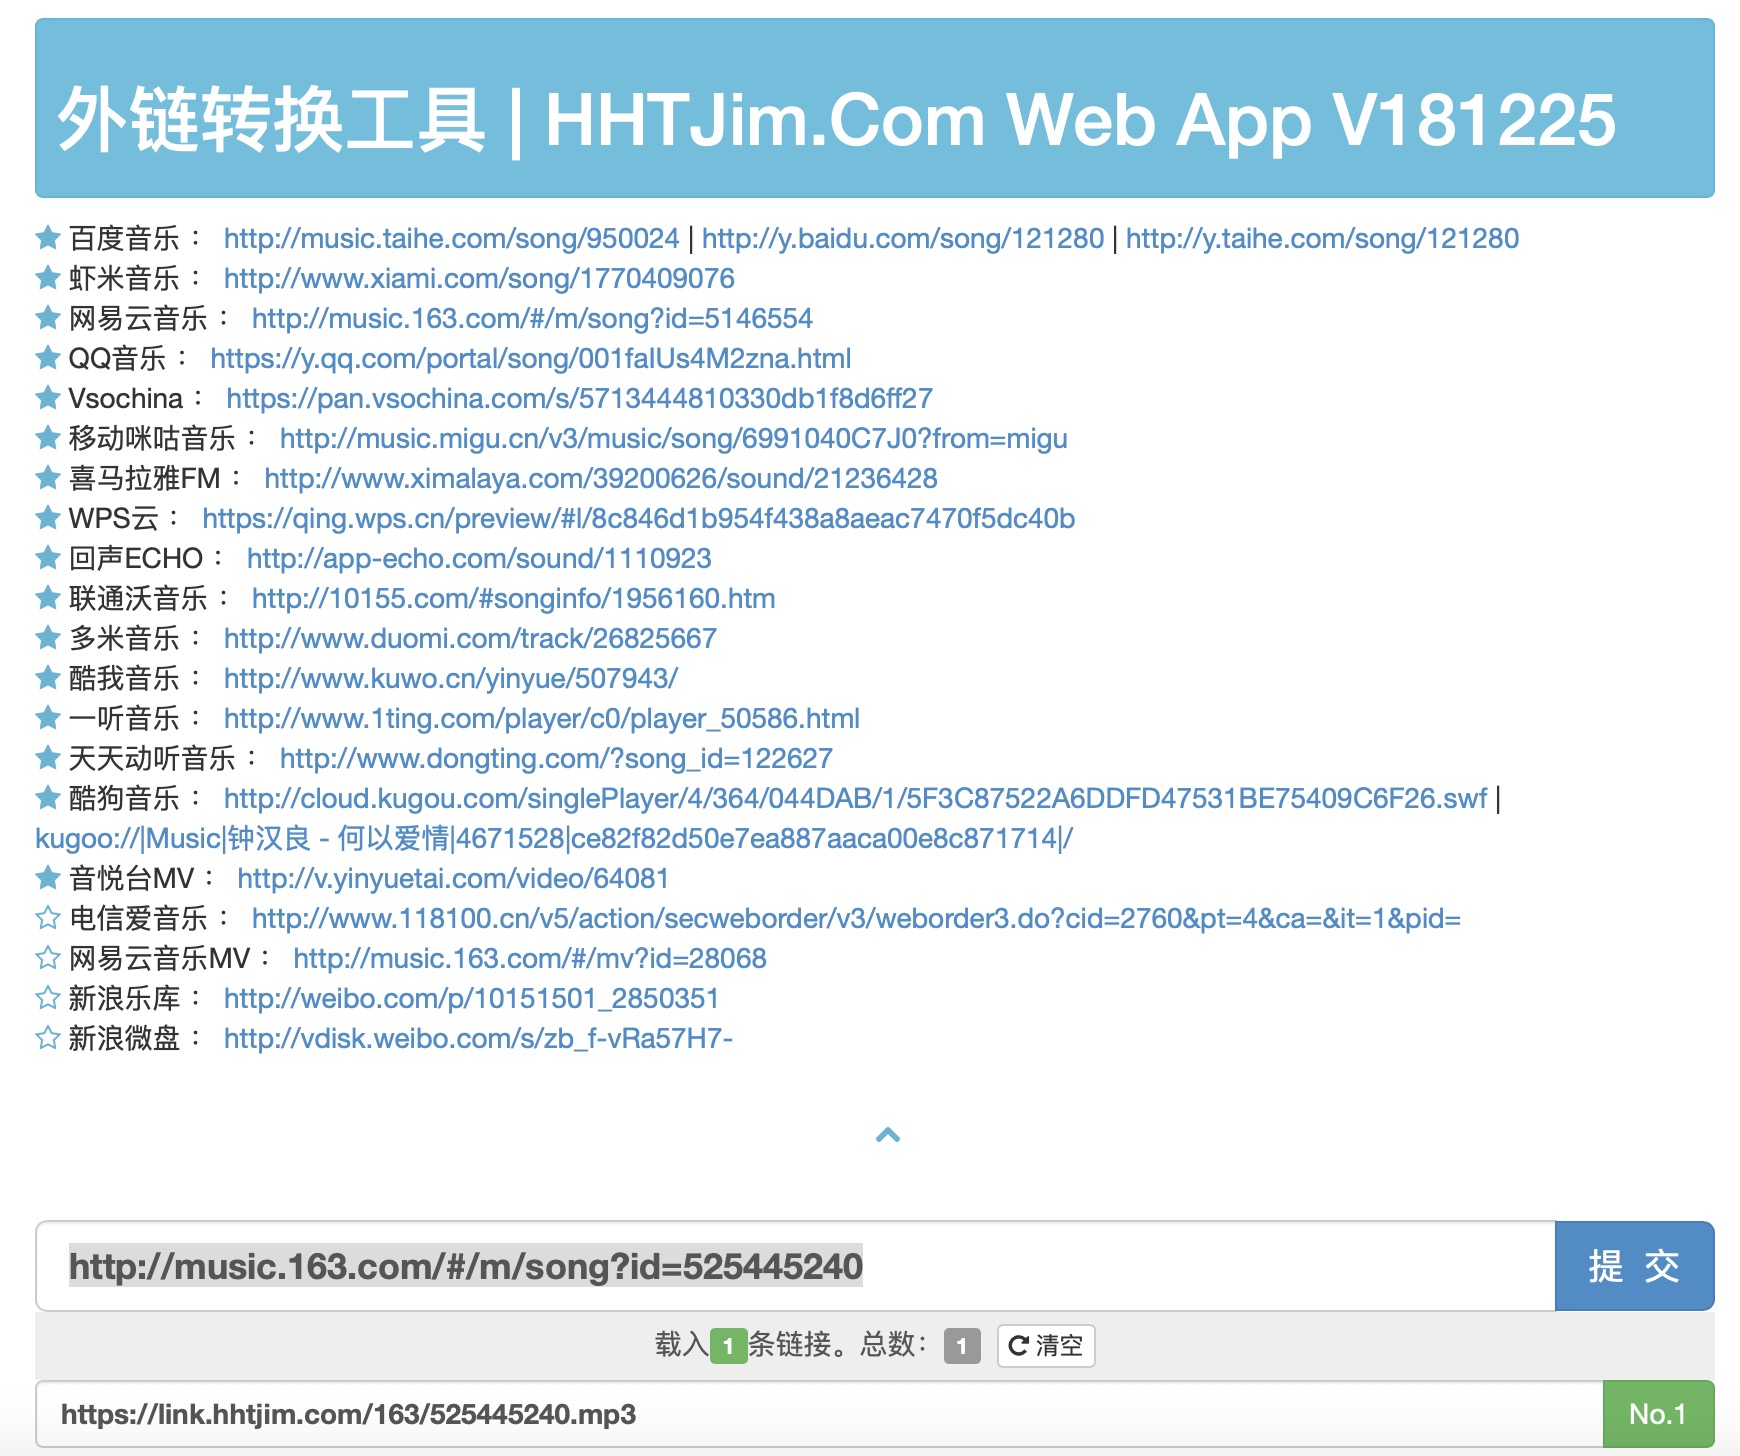 外链转换工具 | HHTJim.Com Web App V181225
百度音乐： http://music.taihe.com/song/950024 | http://y.baidu.com/song/121280 | http://y.taihe.com/song/121280
虾米音乐： http://www.xiami.com/song/1770409076
网易云音乐： http://music.163.com/#/m/song?id=5146554
QQ音乐： https://y.qq.com/portal/song/001faIUs4M2zna.html
Vsochina： https://pan.vsochina.com/s/5713444810330db1f8d6ff27
移动咪咕音乐： http://music.migu.cn/v3/music/song/6991040C7J0?from=migu
喜马拉雅FM： http://www.ximalaya.com/39200626/sound/21236428
WPS云： https://qing.wps.cn/preview/#l/8c846d1b954f438a8aeac7470f5dc40b
回声ECHO： http://app-echo.com/sound/1110923
联通沃音乐： http://10155.com/#songinfo/1956160.htm
多米音乐： http://www.duomi.com/track/26825667
酷我音乐： http://www.kuwo.cn/yinyue/507943/
一听音乐： http://www.1ting.com/player/c0/player_50586.html
天天动听音乐： http://www.dongting.com/?song_id=122627
酷狗音乐： http://cloud.kugou.com/singlePlayer/4/364/044DAB/1/5F3C87522A6DDFD47531BE75409C6F26.swf |
kugoo://|Music|钟汉良 - 何以爱情|4671528|ce82f82d50e7ea887aaca00e8c871714|/
音悦台MV： http://v.yinyuetai.com/video/64081
电信爱音乐： http://www.118100.cn/v5/action/secweborder/v3/weborder3.do?cid=2760&pt=4&ca=&it=1&pid=
网易云音乐MV： http://music.163.com/#/mv?id=28068
新浪乐库： http://weibo.com/p/10151501_2850351
新浪微盘： http://vdisk.weibo.com/s/zb_f-vRa57H7-
http://music.163.com/#/m/song?id=525445240 提 交
载入1条链接。总数： 1 清空
https://link.hhtjim.com/163/525445240.mp3 No.1